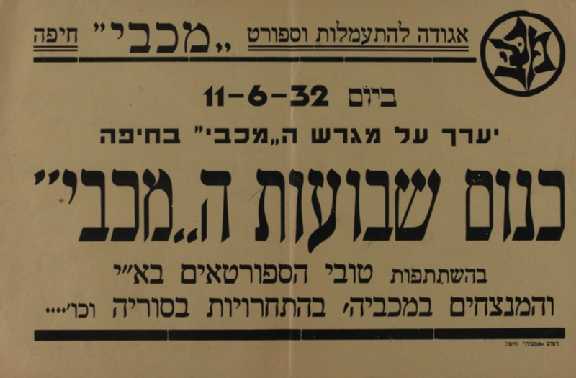 אגודה להתעמלות וספורט „מכבי" חיפה
ביום 11-6-32
יערך על מגרש ה„מכבי" בחיפה
כנוס שבועות ה„מכבי"
בהשתתפות טובי הספורטאים בא"י
והמנצחים במכביה, בהתחרויות בסוריה וכו'....